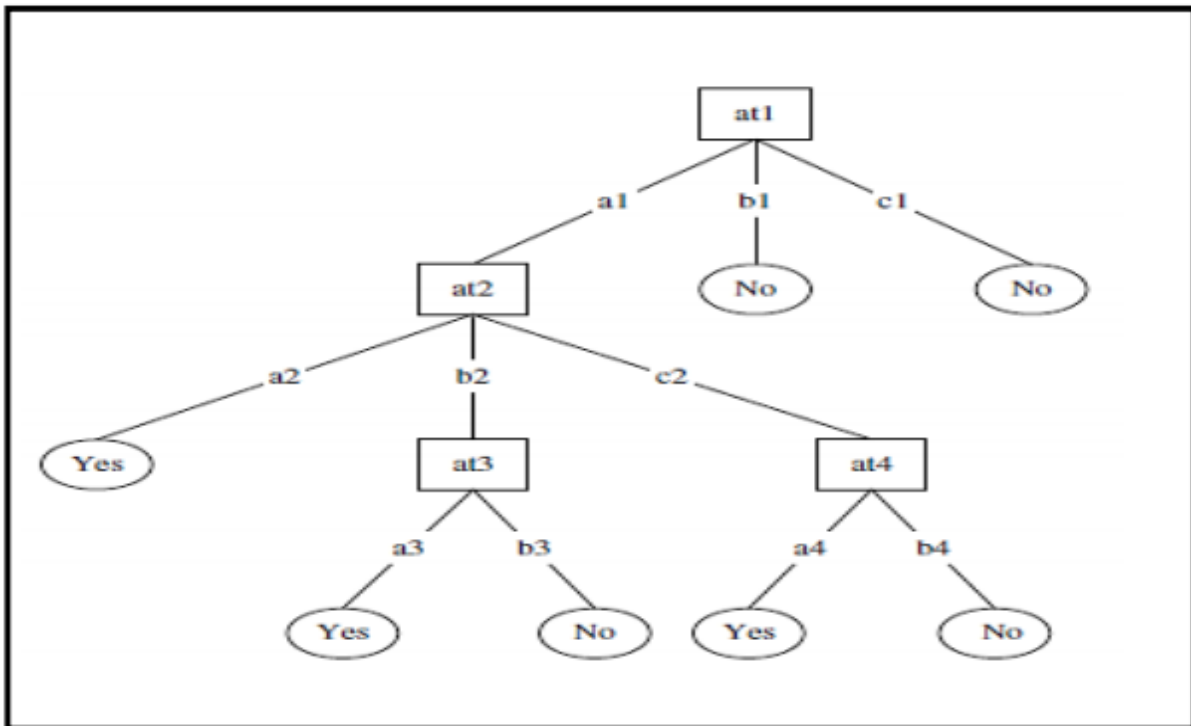 at1
a1 b1 c1
at2 No No
a2 b2 c2
Yes at3 at4
a3 b3 a4 b4
Yes No Yes No